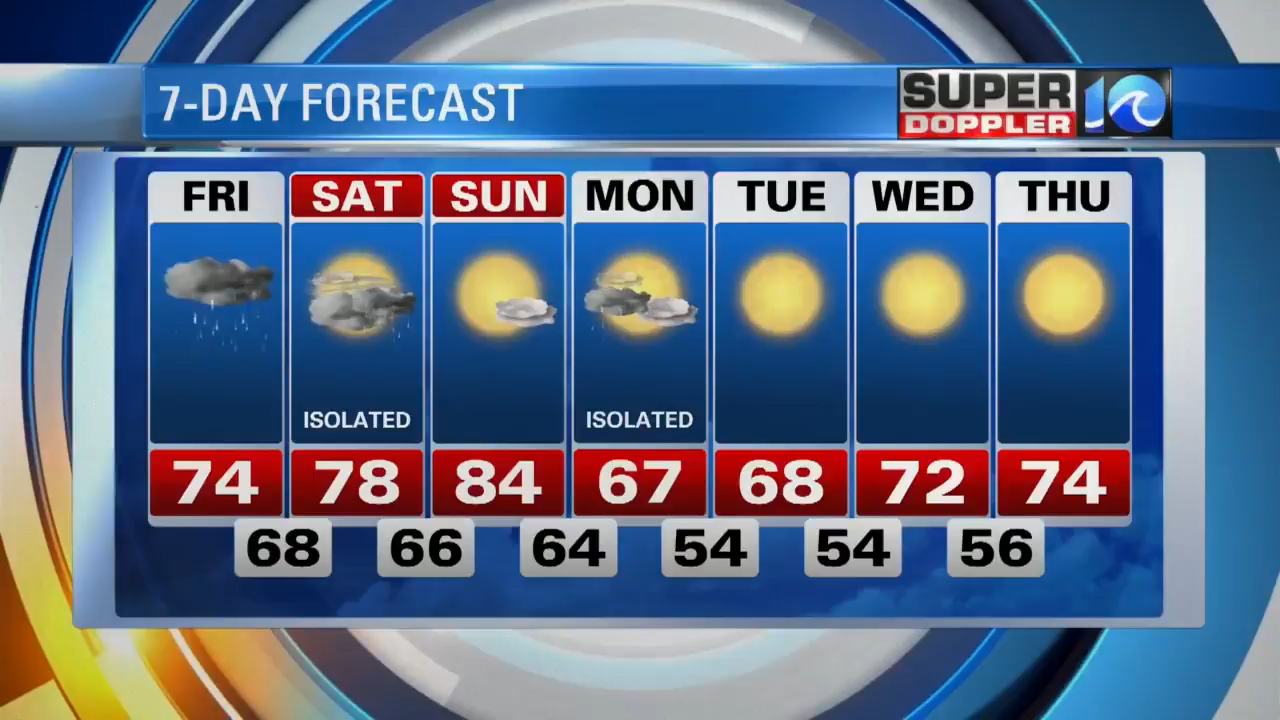 7-DAY FORECAST
SUPER
DOPPLER 10
FRI SAT SUN MON TUE WED THU
ISOLATED ISOLATED
74 78 84 67 68 72 74
68 66 64 54 54 56